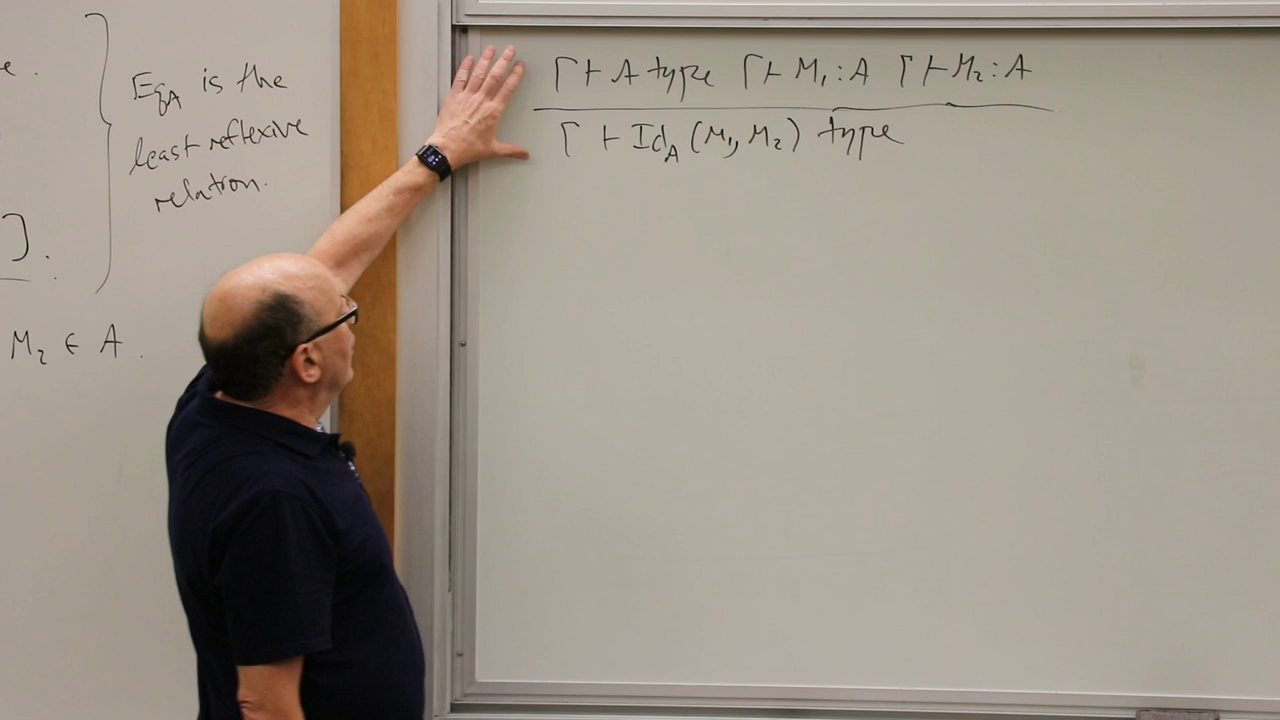 e.
Eq_A is the
least reflexive
relation.
].
M₂ ∈ A.
Γ ⊢ A type Γ ⊢ M₁ : A Γ ⊢ M₂ : A
Γ ⊢ Id_A (M₁, M₂) type